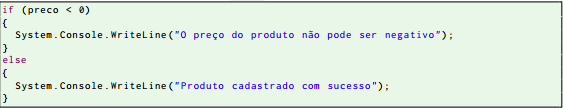 if (preco < 0)
{
  System.Console.WriteLine("O preço do produto não pode ser negativo");
}
else
{
  System.Console.WriteLine("Produto cadastrado com sucesso");
}